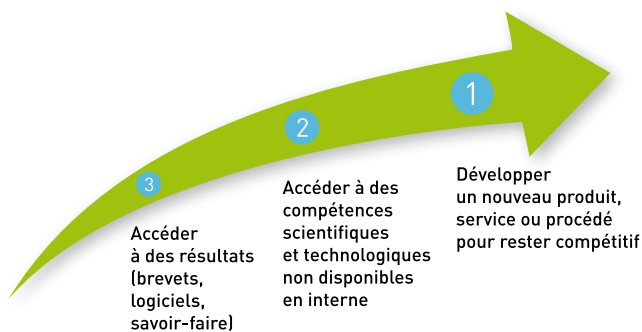 1
Développer
un nouveau produit,
service ou procédé
pour rester compétitif
2
Accéder à des
compétences
scientifiques
et technologiques
non disponibles
en interne
3
Accéder
à des résultats
(brevets,
logiciels,
savoir-faire)